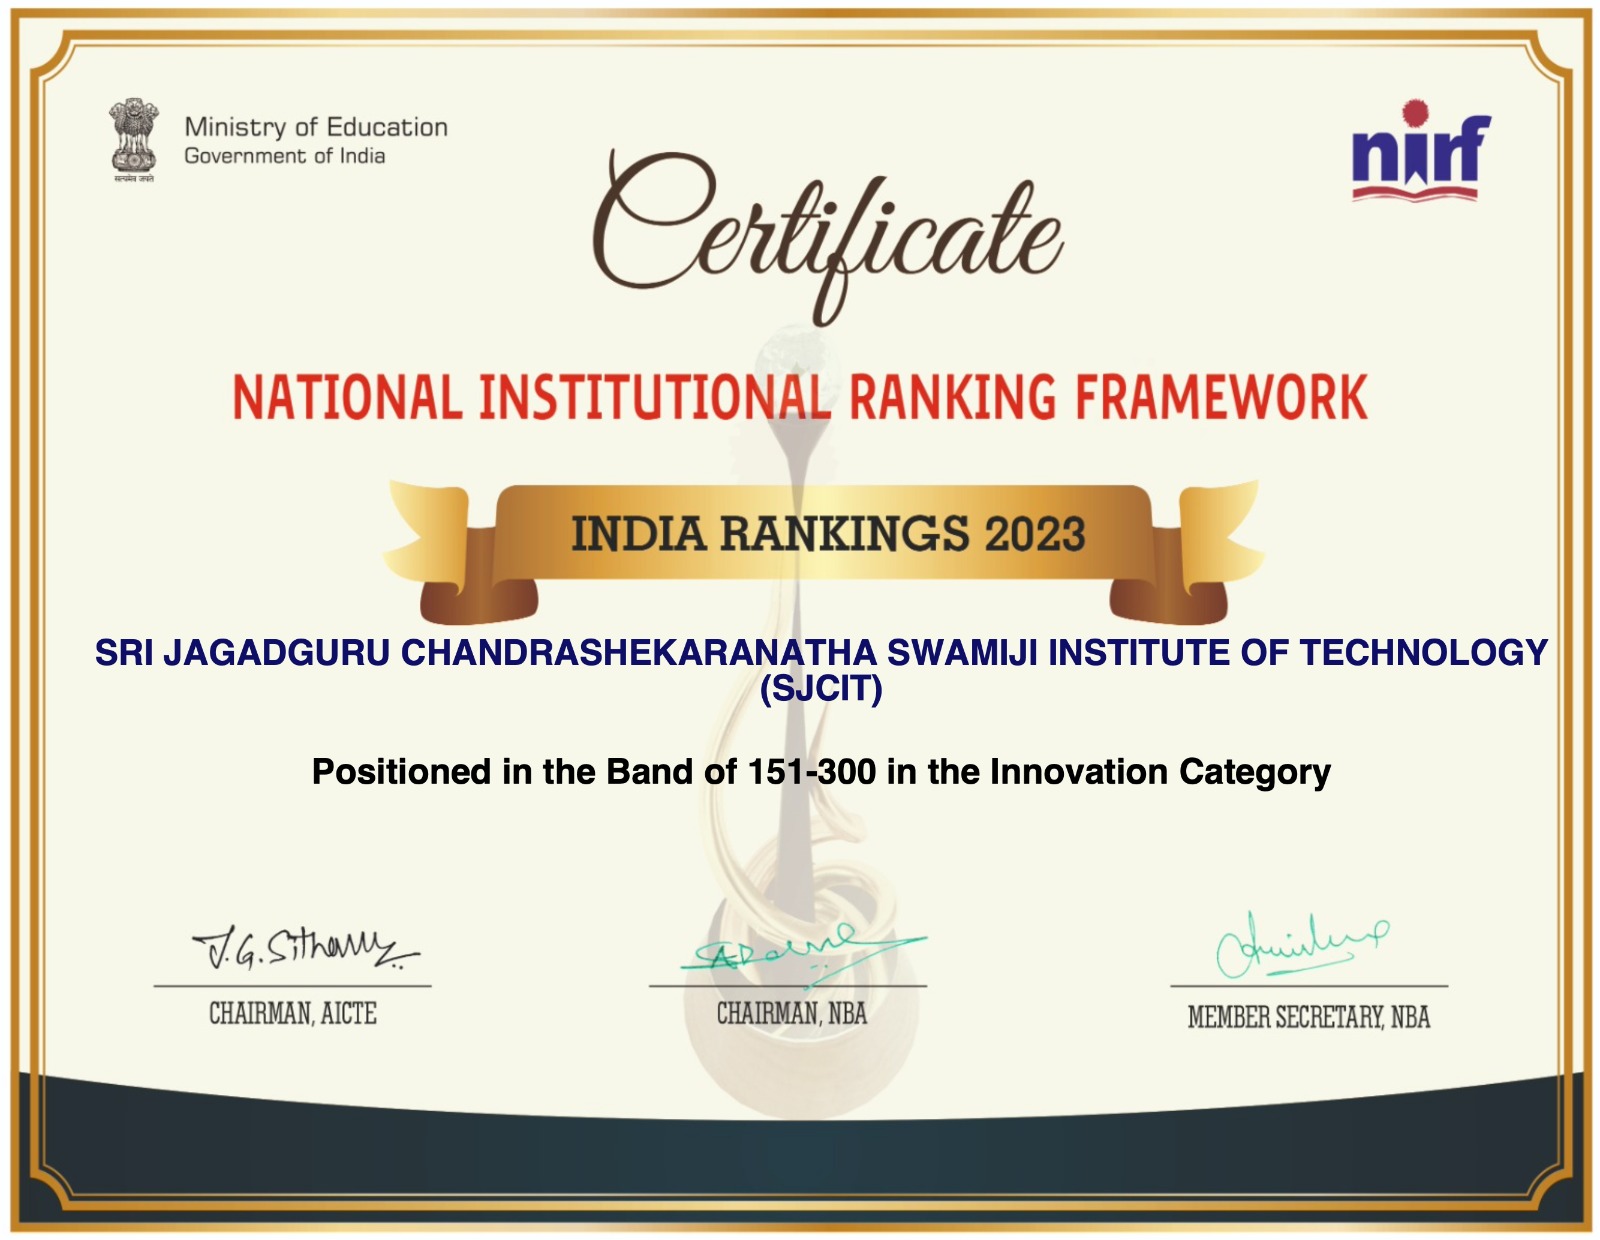 Ministry of Education
Government of India
सत्यमेव जयते
nirf
Certificate
NATIONAL INSTITUTIONAL RANKING FRAMEWORK
INDIA RANKINGS 2023
SRI JAGADGURU CHANDRASHEKARANATHA SWAMIJI INSTITUTE OF TECHNOLOGY
(SJCIT)
Positioned in the Band of 151-300 in the Innovation Category
CHAIRMAN, AICTE
CHAIRMAN, NBA
MEMBER SECRETARY, NBA